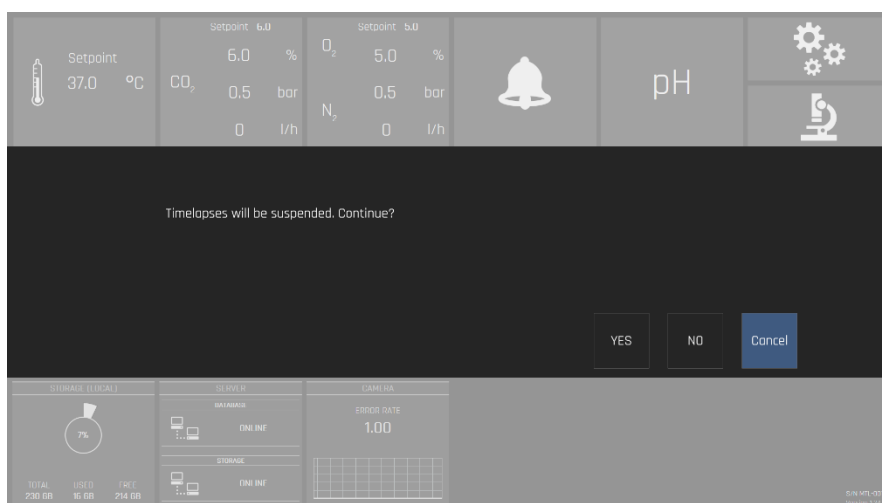 Setpoint
37.0 °C
Setpoint 6.0
CO₂
6.0 %
0.5 bar
0 l/h
Setpoint 5.0
O₂
5.0 %
N₂
0.5 bar
0 l/h
pH
Timelapses will be suspended. Continue?
YES NO Cancel
STORAGE (LOCAL)
7%
TOTAL USED FREE
230 GB 16 GB 214 GB
SERVER
DATABASE
ONLINE
STORAGE
ONLINE
CAMERA
ERROR RATE
1.00